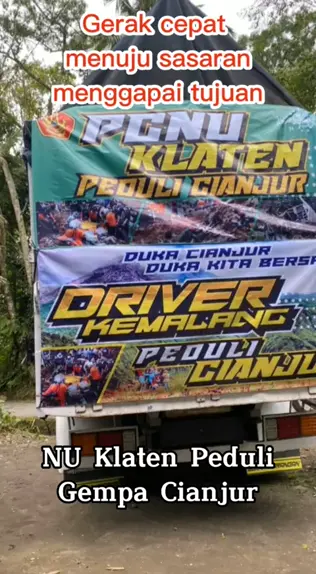 Gerak cepat
menuju sasaran
menggapai tujuan
PGNU
KLATEN
PEDULI CIANJUR
DUKA CIANJUR
DUKA KITA BERSA
DRIVER
KEMALANG
PEDULI
CIANJU
NU Klaten Peduli
Gempa Cianjur